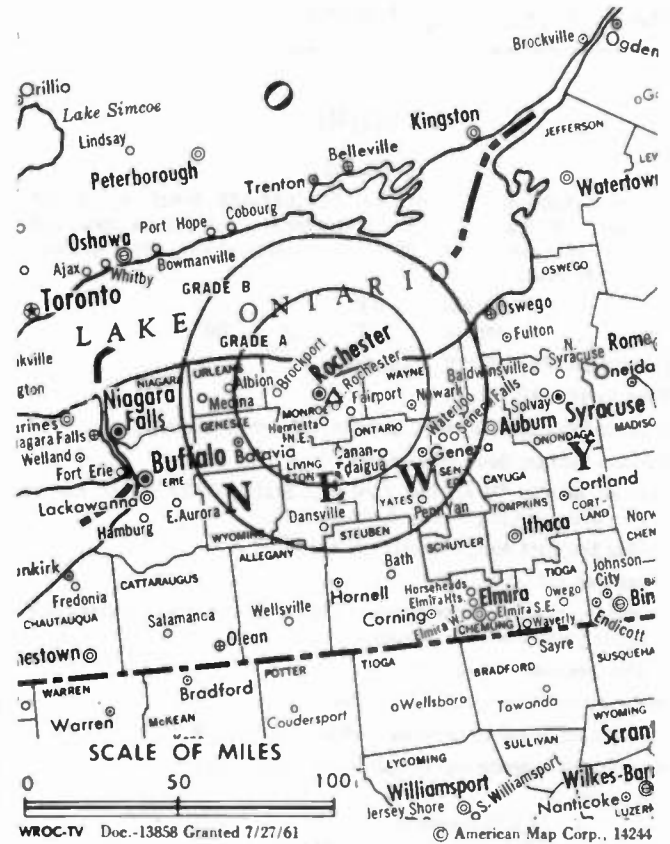 Brockville
Ogden
Orillio
Lake Simcoe
Lindsay
Kingston
JEFFERSON
Belleville
Peterborough
Trenton
Watertown
Port Hope
Cobourg
Oshawa
OSWEGO
Ajax
Whitby
Bowmanville
GRADE B
LAKE ONTARIO
Toronto
Oswego
GRADE A
Fulton
N. Syracuse
Rome
NIAGARA
URLEANS
Albion
Brockport
Rochester
Rochester
WAYNE
Baldwinsville
Oneida
Medina
MONROE
Fairport
Newark
Waterloo
Seneca Falls
Solvay
Syracuse
Niagara Falls
GENESEE
Henrietta N.E.
ONTARIO
Auburn
ONONDAGA
MADISO
Niagara Falls
Welland
Batavia
Canandaigua
Geneva
Fort Erie
Buffalo
ERIE
LIVINGSTON
SENECA
CAYUGA
N E W Y
Cortland
CORTLAND
Lackawanna
E.Aurora
Dansville
YATES
Penn Yan
TOMPKINS
Hamburg
WYOMING
STEUBEN
Ithaca
SCHUYLER
ALLEGANY
Bath
TIOGA
Johnson City
CATTARAUGUS
Hornell
Horseheads
Elmira Hts.
Elmira
Owego
Fredonia
Wellsville
Corning
Elmira S.E.
CHAUTAUQUA
Salamanca
Elmira W.
CHEMUNG
Waverly
Endicott
Olean
Sayre
TIOGA
BRADFORD
SUSQUEHA
WARREN
POTTER
Bradford
Wellsboro
Towanda
Warren
McKEAN
Coudersport
WYOMING
SULLIVAN
Scrant
LYCOMING
SCALE OF MILES
0 50 100
Williamsport
S. Williamsport
Wilkes-Barr
Jersey Shore
Nanticoke
LUZER
WROC-TV Doc.-13858 Granted 7/27/61 © American Map Corp., 14244